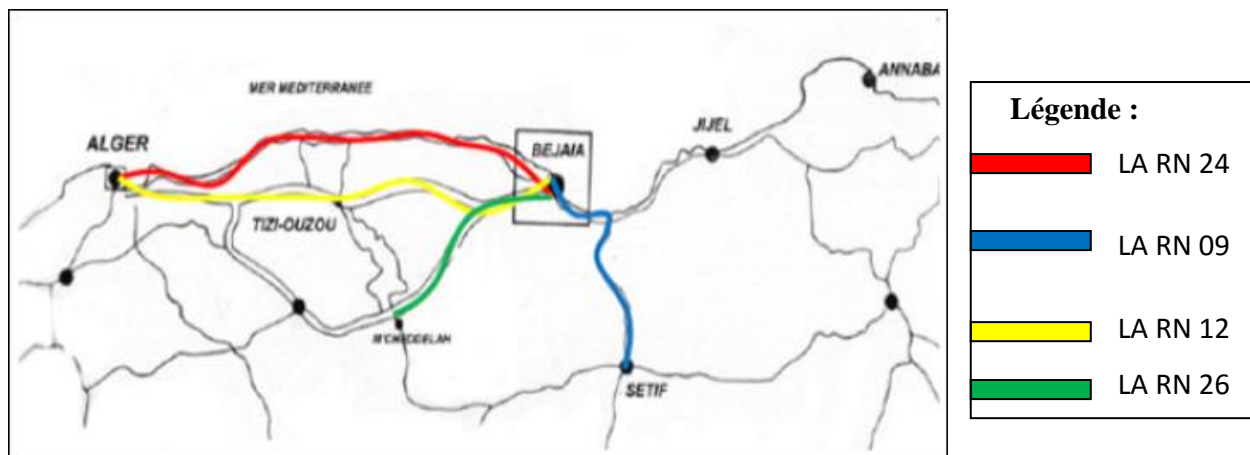 MER MEDITERRANEE
ANNABA
ALGER
JIJEL
BEJAIA
TIZI-OUZOU
M'CHEDDELAH
SETIF
Légende :
LA RN 24
LA RN 09
LA RN 12
LA RN 26